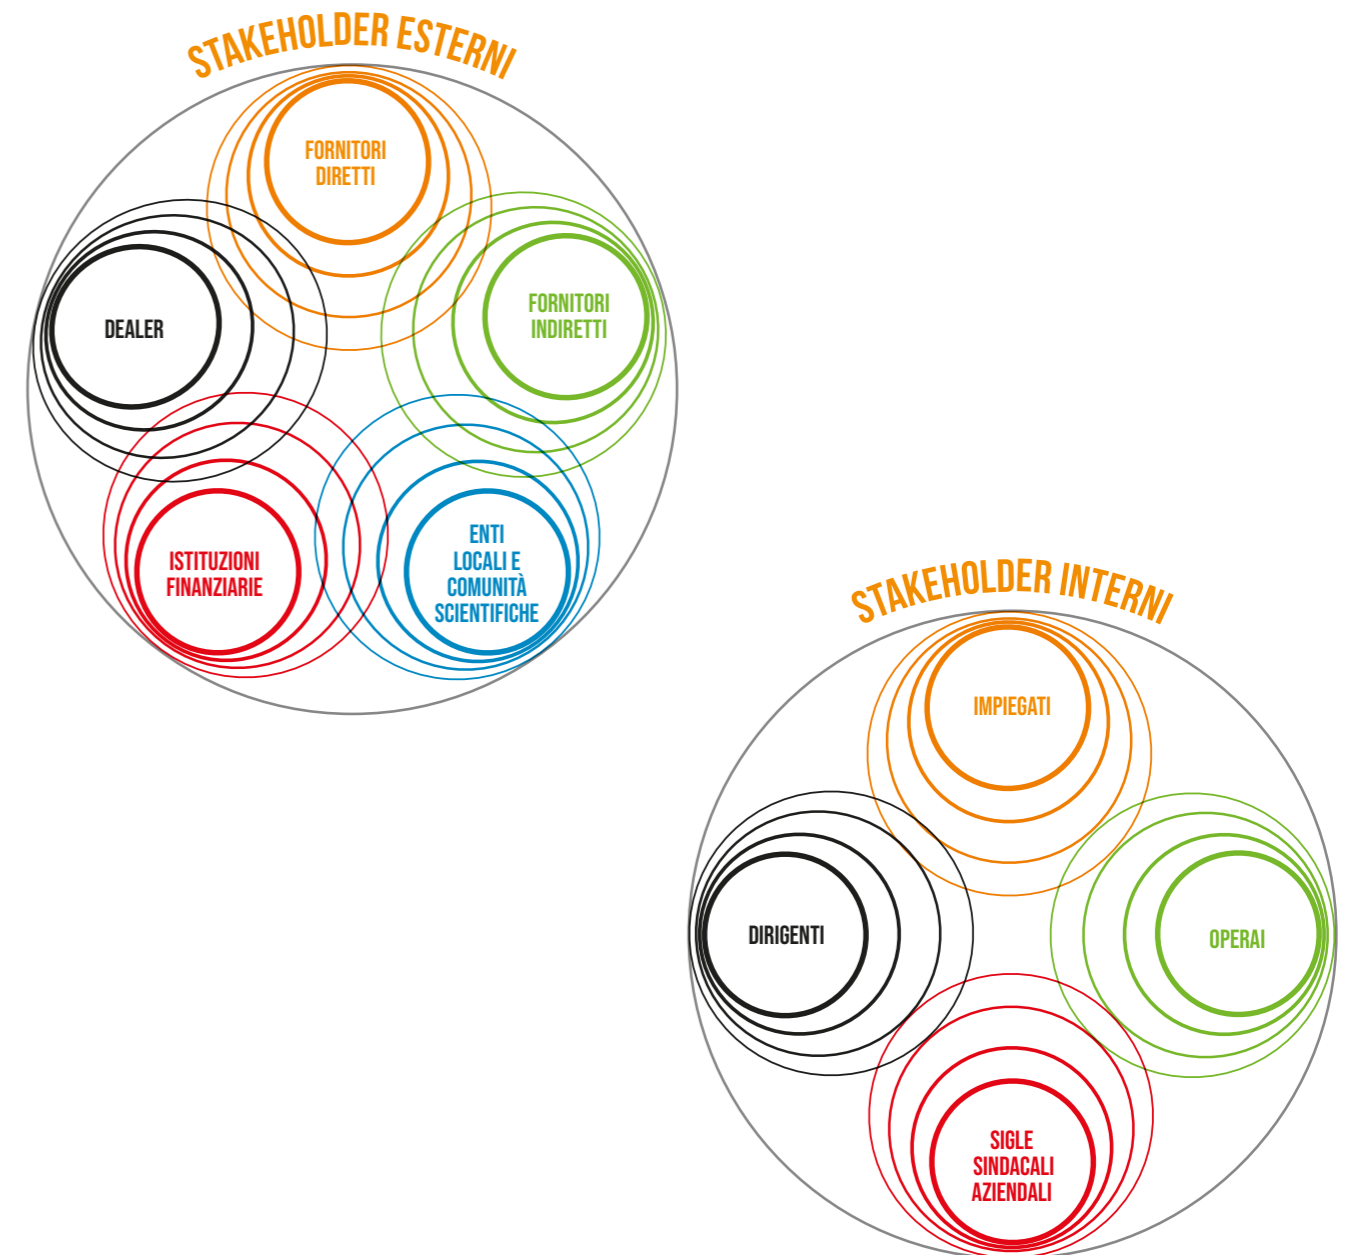 STAKEHOLDER ESTERNI
FORNITORI
DIRETTI
DEALER
FORNITORI
INDIRETTI
ISTITUZIONI
FINANZIARIE
ENTI
LOCALI E
COMUNITÀ
SCIENTIFICHE
STAKEHOLDER INTERNI
IMPIEGATI
DIRIGENTI
OPERAI
SIGLE
SINDACALI
AZIENDALI